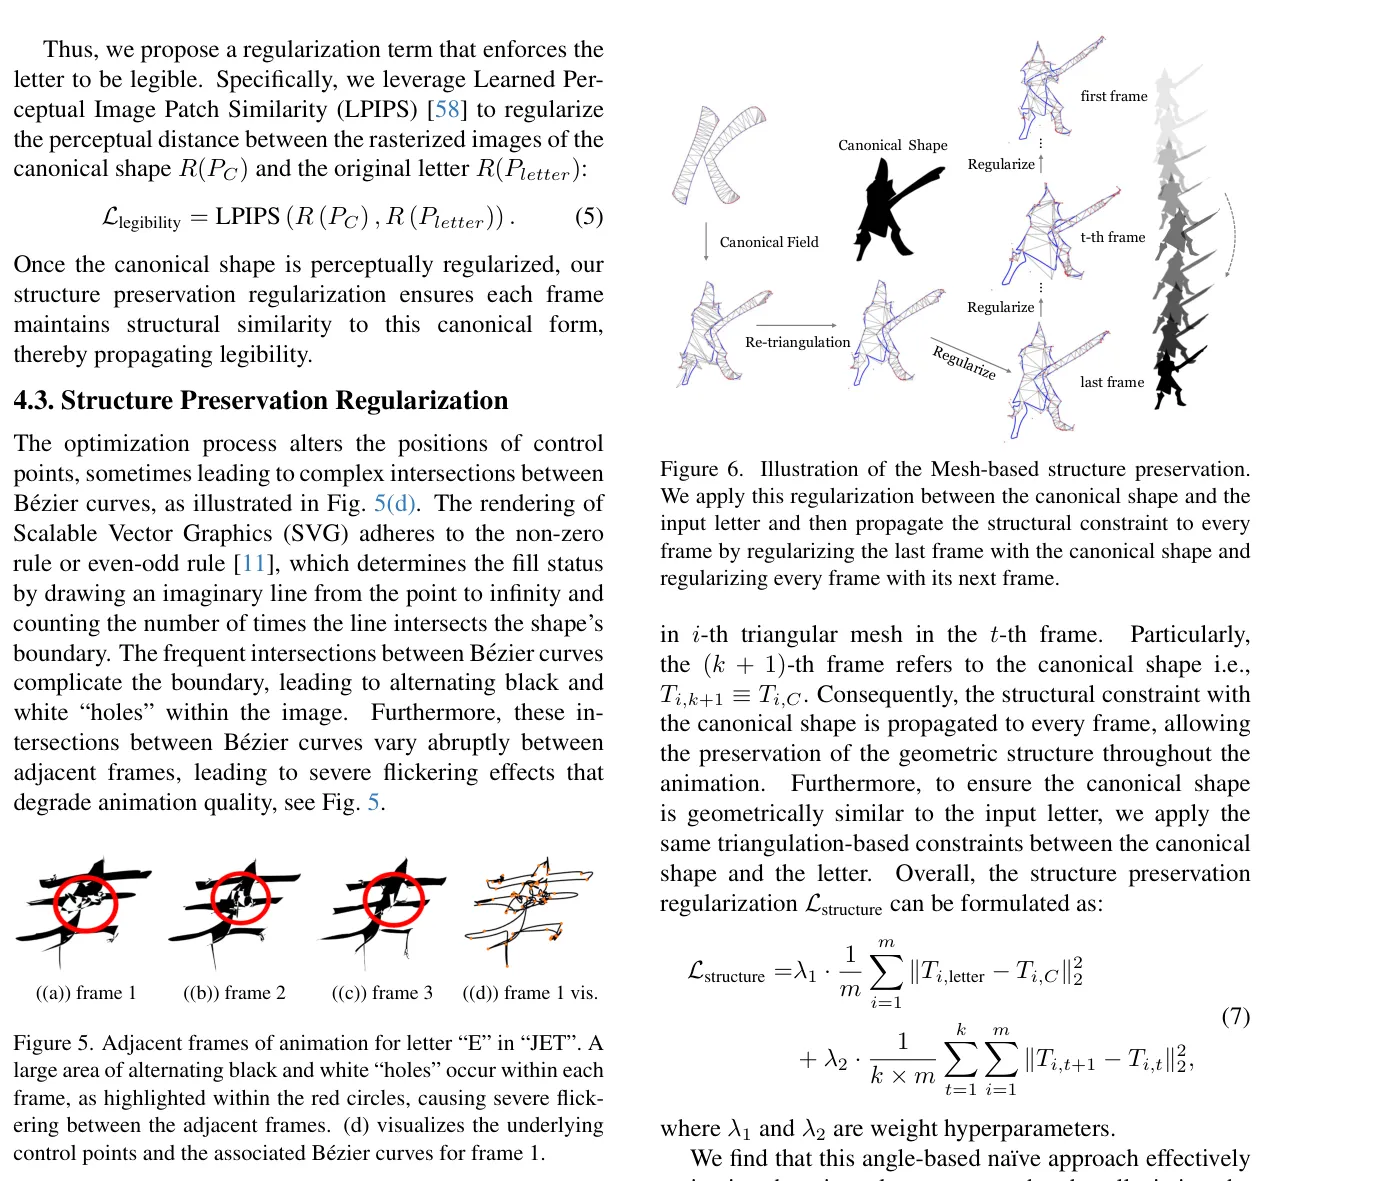 Thus, we propose a regularization term that enforces the
letter to be legible. Specifically, we leverage Learned Per-
ceptual Image Patch Similarity (LPIPS) [58] to regularize
the perceptual distance between the rasterized images of the
canonical shape R(P_C) and the original letter R(P_letter):
L_legibility = LPIPS (R (P_C) , R (P_letter)) . (5)
Once the canonical shape is perceptually regularized, our
structure preservation regularization ensures each frame
maintains structural similarity to this canonical form,
thereby propagating legibility.
4.3. Structure Preservation Regularization
The optimization process alters the positions of control
points, sometimes leading to complex intersections between
Bézier curves, as illustrated in Fig. 5(d). The rendering of
Scalable Vector Graphics (SVG) adheres to the non-zero
rule or even-odd rule [11], which determines the fill status
by drawing an imaginary line from the point to infinity and
counting the number of times the line intersects the shape's
boundary. The frequent intersections between Bézier curves
complicate the boundary, leading to alternating black and
white “holes” within the image. Furthermore, these in-
tersections between Bézier curves vary abruptly between
adjacent frames, leading to severe flickering effects that
degrade animation quality, see Fig. 5.
((a)) frame 1 ((b)) frame 2 ((c)) frame 3 ((d)) frame 1 vis.
Figure 5. Adjacent frames of animation for letter “E” in “JET”. A
large area of alternating black and white “holes” occur within each
frame, as highlighted within the red circles, causing severe flick-
ering between the adjacent frames. (d) visualizes the underlying
control points and the associated Bézier curves for frame 1.
Canonical Field
Re-triangulation
Canonical Shape
Regularize
last frame
Regularize
t-th frame
Regularize
first frame
Figure 6. Illustration of the Mesh-based structure preservation.
We apply this regularization between the canonical shape and the
input letter and then propagate the structural constraint to every
frame by regularizing the last frame with the canonical shape and
regularizing every frame with its next frame.
in i-th triangular mesh in the t-th frame. Particularly,
the (k + 1)-th frame refers to the canonical shape i.e.,
T_{i,k+1} ≡ T_{i,C}. Consequently, the structural constraint with
the canonical shape is propagated to every frame, allowing
the preservation of the geometric structure throughout the
animation. Furthermore, to ensure the canonical shape
is geometrically similar to the input letter, we apply the
same triangulation-based constraints between the canonical
shape and the letter. Overall, the structure preservation
regularization L_structure can be formulated as:
L_structure = λ_1 · \frac{1}{m} \sum_{i=1}^{m} ‖T_{i,letter} − T_{i,C}‖_2^2
+ λ_2 · \frac{1}{k × m} \sum_{t=1}^{k} \sum_{i=1}^{m} ‖T_{i,t+1} − T_{i,t}‖_2^2, (7)
where λ_1 and λ_2 are weight hyperparameters.
We find that this angle-based naïve approach effectively